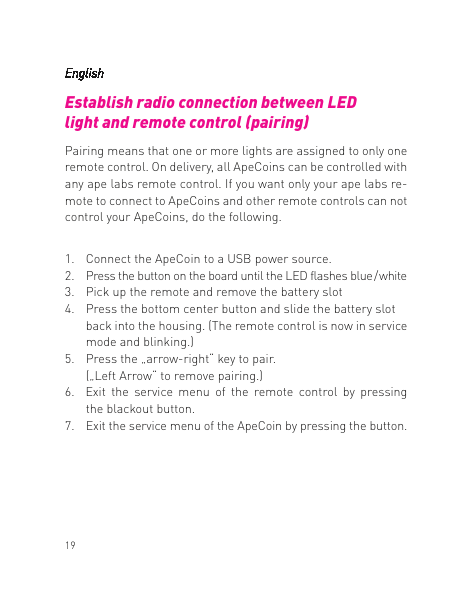 English
Establish radio connection between LED
light and remote control (pairing)
Pairing means that one or more lights are assigned to only one
remote control. On delivery, all ApeCoins can be controlled with
any ape labs remote control. If you want only your ape labs re-
mote to connect to ApeCoins and other remote controls can not
control your ApeCoins, do the following.
1. Connect the ApeCoin to a USB power source.
2. Press the button on the board until the LED flashes blue/white
3. Pick up the remote and remove the battery slot
4. Press the bottom center button and slide the battery slot
back into the housing. (The remote control is now in service
mode and blinking.)
5. Press the „arrow-right“ key to pair.
(„Left Arrow“ to remove pairing.)
6. Exit the service menu of the remote control by pressing
the blackout button.
7. Exit the service menu of the ApeCoin by pressing the button.
19